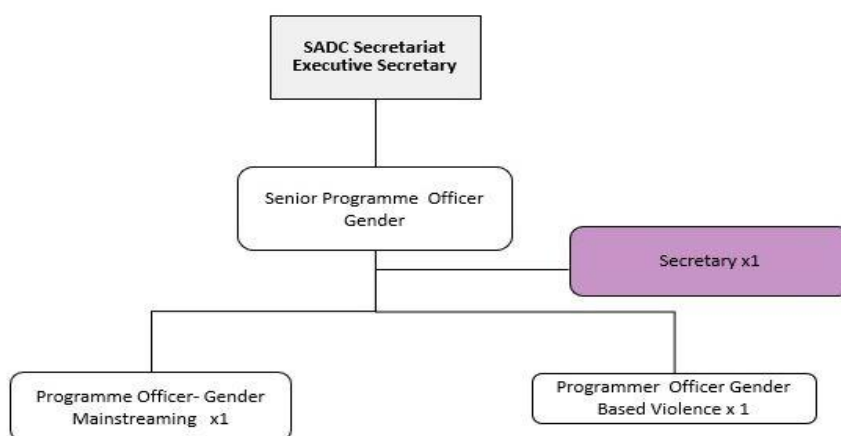 SADC Secretariat
Executive Secretary
Senior Programme Officer
Gender
Secretary x1
Programme Officer- Gender
Mainstreaming x1
Programmer Officer Gender
Based Violence x 1